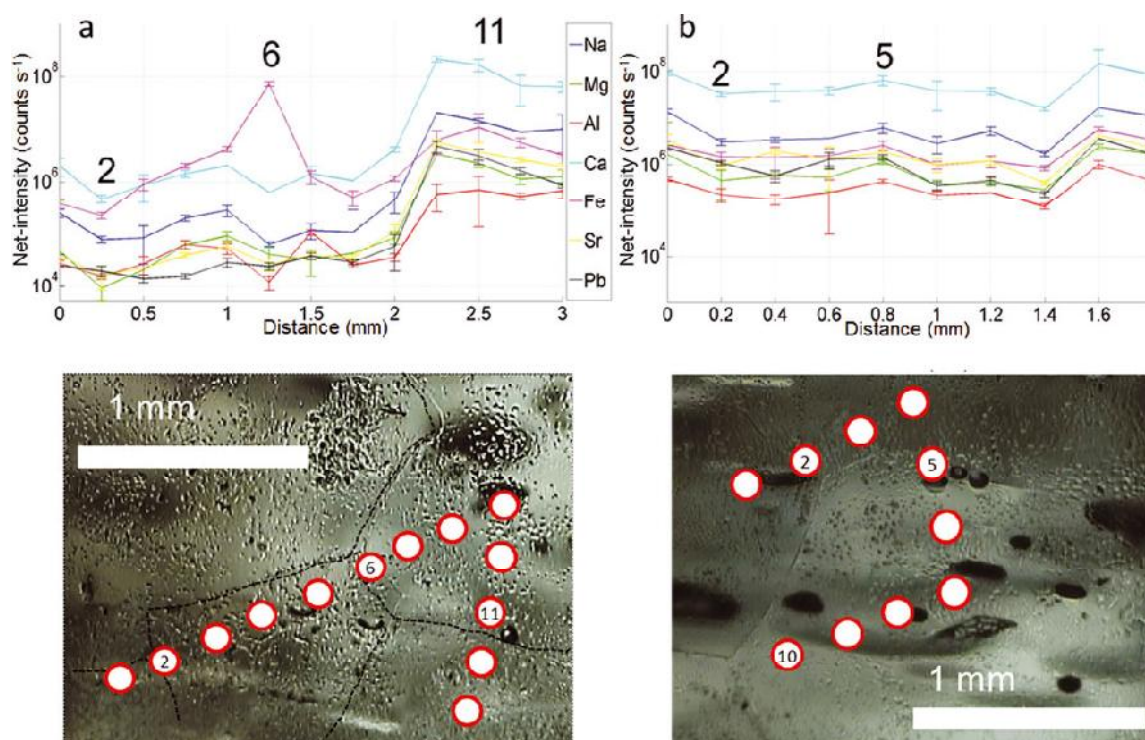 a
6
11
2
Net-intensity (counts s⁻¹)
10⁸
10⁶
10⁴
0
0.5
1
1.5
2
2.5
3
Distance (mm)
Na
Mg
Al
Ca
Fe
Sr
Pb
b
2
5
Net-intensity (counts s⁻¹)
10⁸
10⁶
10⁴
0
0.2
0.4
0.6
0.8
1
1.2
1.4
1.6
Distance (mm)
1 mm
2
6
11
2
5
10
1 mm